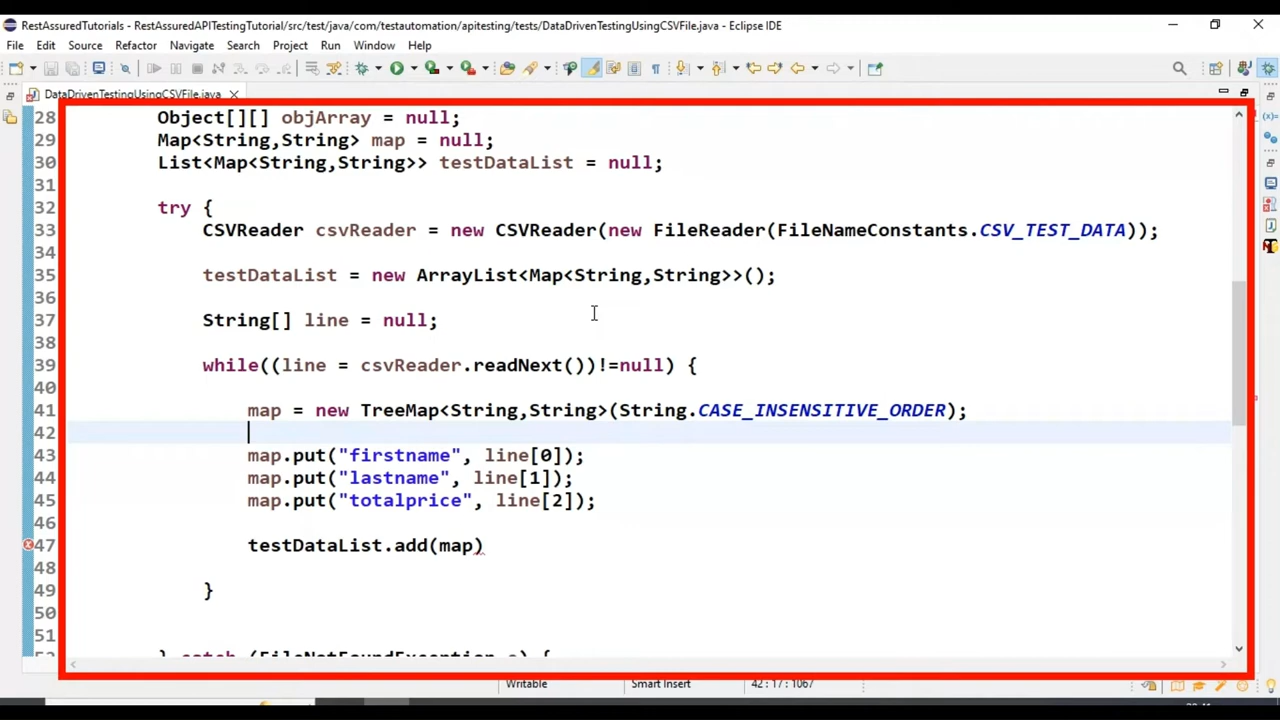 RestAssuredTutorials - RestAssuredAPITestingTutorial/src/test/java/com/testautomation/apitesting/tests/DataDrivenTestingUsingCSVFile.java - Eclipse IDE
File Edit Source Refactor Navigate Search Project Run Window Help
DataDrivenTestingUsingCSVFile.java
28 Object[][] objArray = null;
29 Map<String,String> map = null;
30 List<Map<String,String>> testDataList = null;
31
32 try {
33 CSVReader csvReader = new CSVReader(new FileReader(FileNameConstants.CSV_TEST_DATA));
34
35 testDataList = new ArrayList<Map<String,String>>();
36
37 String[] line = null;
38
39 while((line = csvReader.readNext())!=null) {
40
41 map = new TreeMap<String,String>(String.CASE_INSENSITIVE_ORDER);
42
43 map.put("firstname", line[0]);
44 map.put("lastname", line[1]);
45 map.put("totalprice", line[2]);
46
47 testDataList.add(map)
48
49 }
50
51
} catch (FileNotFoundException e) {
Writable Smart Insert 42 : 17 : 1067